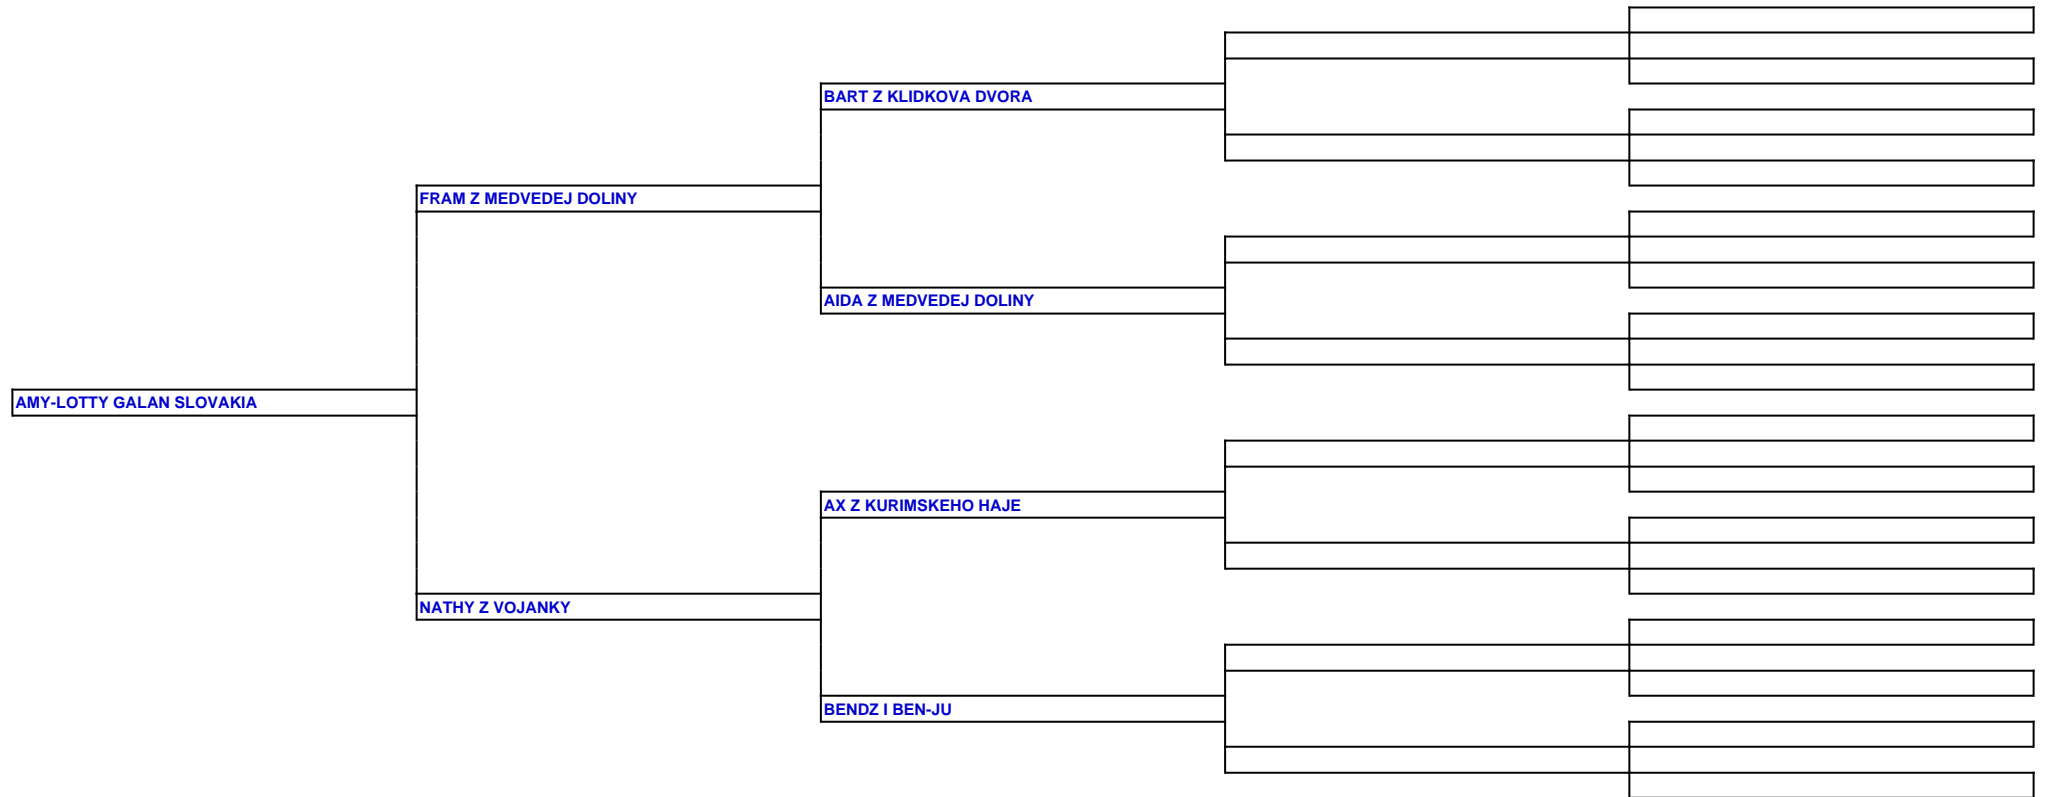 BART Z KLIDKOVA DVORA
FRAM Z MEDVEDEJ DOLINY
AIDA Z MEDVEDEJ DOLINY
AMY-LOTTY GALAN SLOVAKIA
AX Z KURIMSKEHO HAJE
NATHY Z VOJANKY
BENDZ I BEN-JU